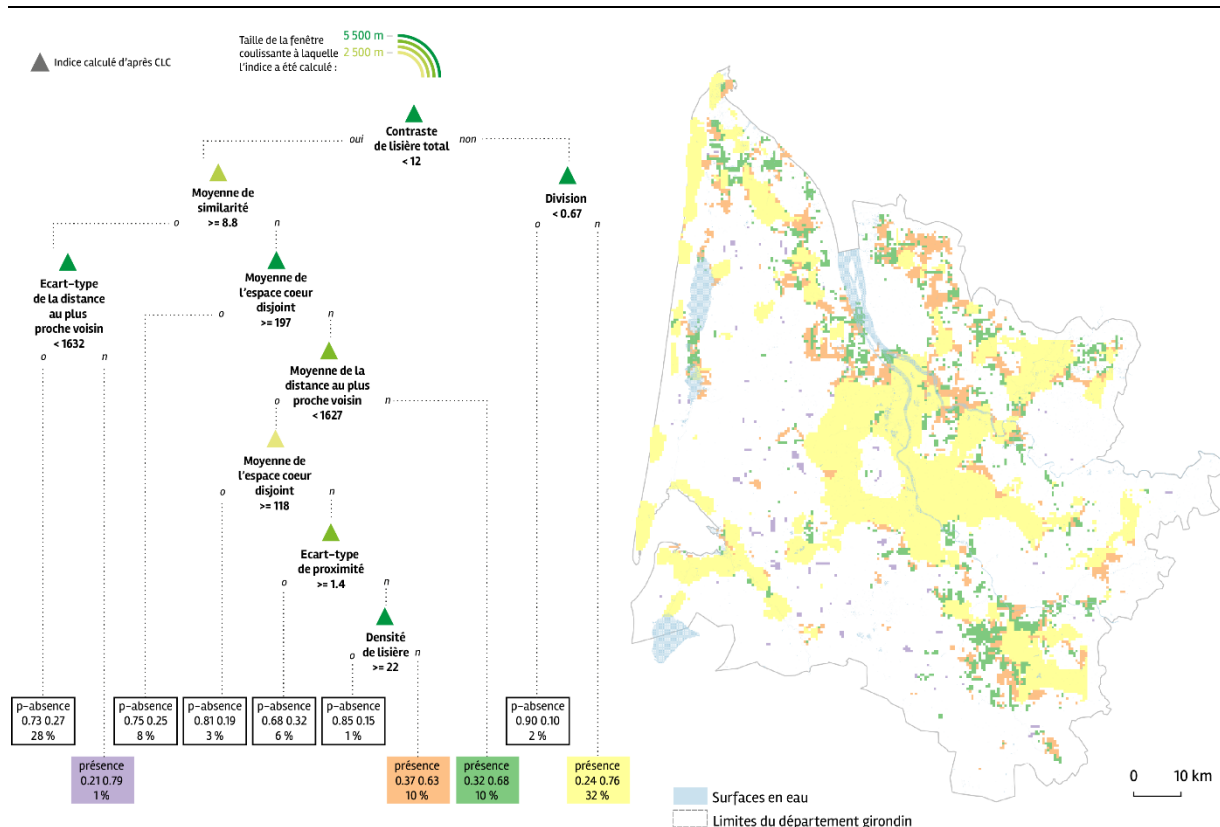 Indice calculé d'après CLC
Taille de la fenêtre
coulissante à laquelle
l'indice a été calculé :
5 500 m
2 500 m
Contraste
de lisière total
< 12
oui
non
Moyenne de
similarité
>= 8.8
o
n
Division
< 0.67
o
n
Ecart-type
de la distance
au plus
proche voisin
< 1632
o
n
Moyenne de
l'espace coeur
disjoint
>= 197
o
n
Moyenne de la
distance au plus
proche voisin
< 1627
o
n
Moyenne de
l'espace coeur
disjoint
>= 118
o
n
Ecart-type
de proximité
>= 1.4
o
n
Densité
de lisière
>= 22
o
n
p-absence
0.73 0.27
28 %
p-absence
0.75 0.25
8 %
p-absence
0.81 0.19
3 %
p-absence
0.68 0.32
6 %
p-absence
0.85 0.15
1 %
p-absence
0.90 0.10
2 %
présence
0.21 0.79
1 %
présence
0.37 0.63
10 %
présence
0.32 0.68
10 %
présence
0.24 0.76
32 %
Surfaces en eau
Limites du département girondin
0 10 km